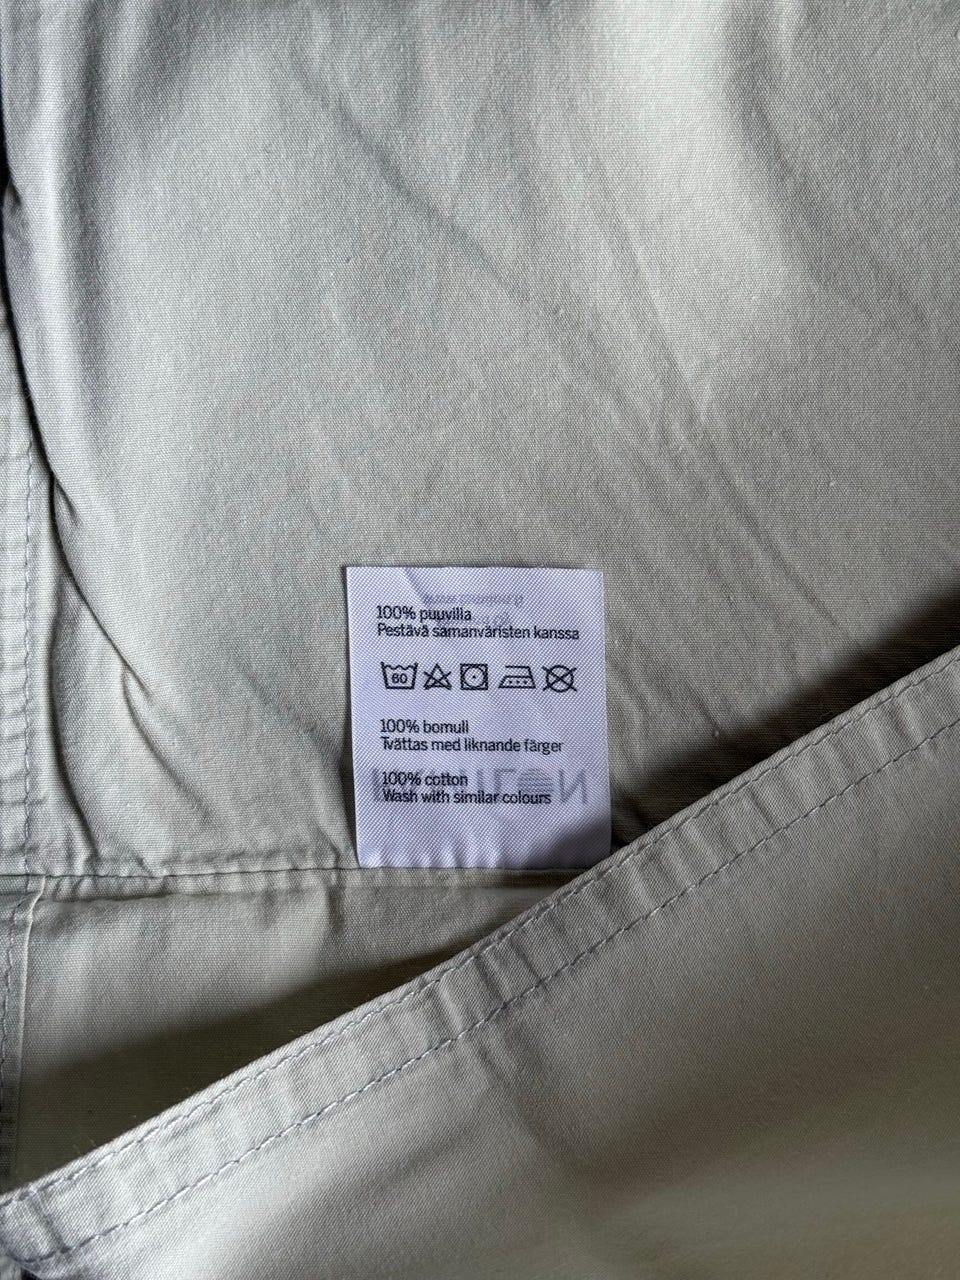 100% puuvilla
Pestävä samanväristen kanssa
60
100% bomull
Tvättas med liknande färger
100% cotton
Wash with similar colours